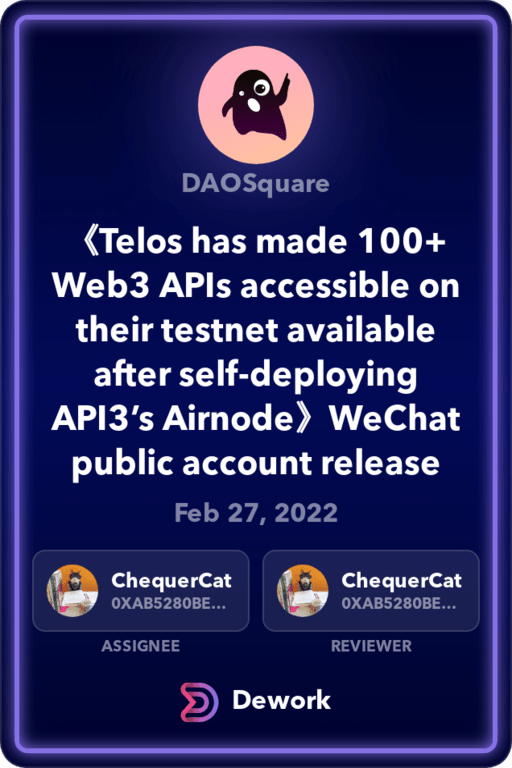 DAOSquare
《Telos has made 100+
Web3 APIs accessible on
their testnet available
after self-deploying
API3’s Airnode》WeChat
public account release
Feb 27, 2022
ChequerCat
0XAB5280BE...
ASSIGNEE
ChequerCat
0XAB5280BE...
REVIEWER
Dework